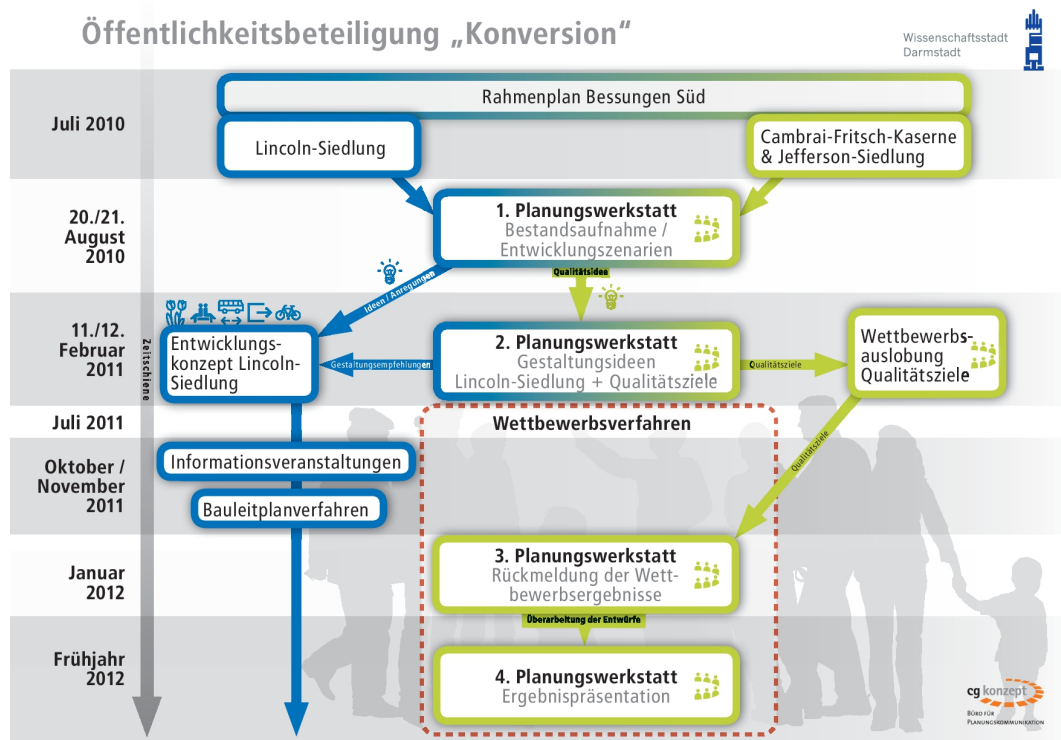 Öffentlichkeitsbeteiligung „Konversion“
Wissenschaftsstadt
Darmstadt
Juli 2010
Rahmenplan Bessungen Süd
Lincoln-Siedlung
Cambrai-Fritsch-Kaserne
& Jefferson-Siedlung
20./21.
August
2010
1. Planungswerkstatt
Bestandsaufnahme /
Entwicklungszenarien
Ideen / Anregungen
Qualitätsidee
Zeitschiene
11./12.
Februar
2011
Entwicklungs-
konzept Lincoln-
Siedlung
Gestaltungsempfehlungen
2. Planungswerkstatt
Gestaltungsideen
Lincoln-Siedlung + Qualitätsziele
Qualitätsziele
Wettbewerbs-
auslobung
Qualitätsziele
Juli 2011
Wettbewerbsverfahren
Qualitätsziele
Oktober /
November
2011
Informationsveranstaltungen
Bauleitplanverfahren
Januar
2012
3. Planungswerkstatt
Rückmeldung der Wett-
bewerbsergebnisse
Überarbeitung der Entwürfe
Frühjahr
2012
4. Planungswerkstatt
Ergebnispräsentation
cg konzept
BÜRO FÜR
PLANUNGSKOMMUNIKATION